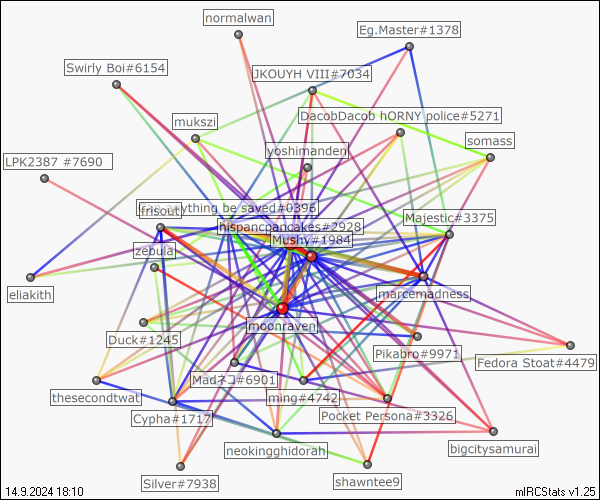 normalwan
Eg.Master#1378
Swirly Boi#6154
JKOUYH VIII#7034
DacobDacob hORNY police#5271
mukszi
somass
yoshimanden
LPK2387 #7690
anything be saved#0396
frisout
Majestic#3375
hispancpancakes#2928
Mushy#1984
zebula
eliakith
marcemadness
moonraven
Duck#1245
Pikabro#9971
Fedora Stoat#4479
Madネコ#6901
thesecondtwat
ming#4742
Cypha#1717
Pocket Persona#3326
neokingghidorah
bigcitysamurai
Silver#7938
shawntee9
14.9.2024 18:10
mIRCStats v1.25